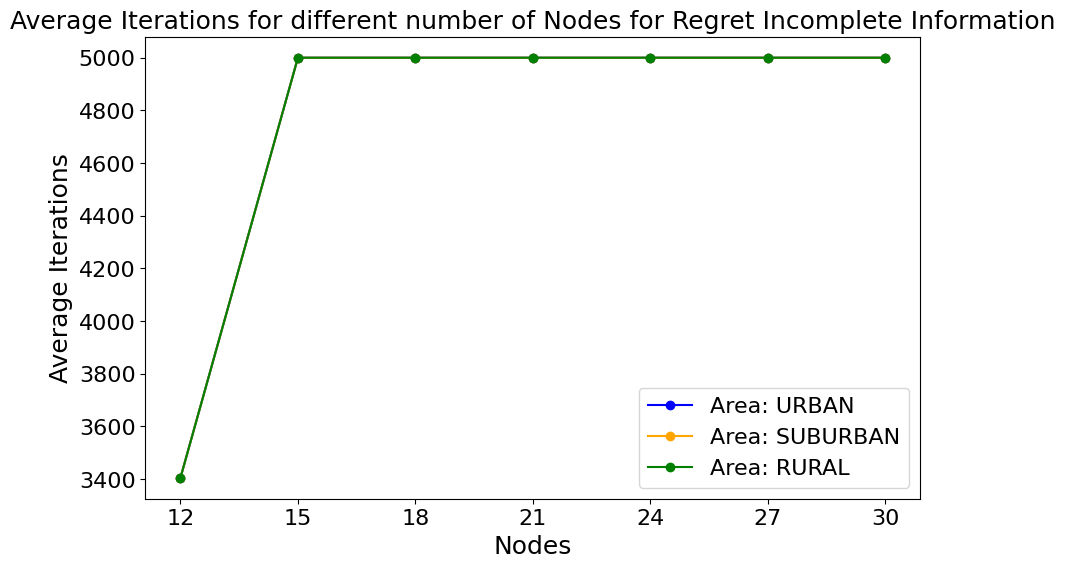 Average Iterations for different number of Nodes for Regret Incomplete Information
5000
4800
4600
4400
4200
4000
3800
3600
3400
Average Iterations
12 15 18 21 24 27 30
Nodes
Area: URBAN
Area: SUBURBAN
Area: RURAL